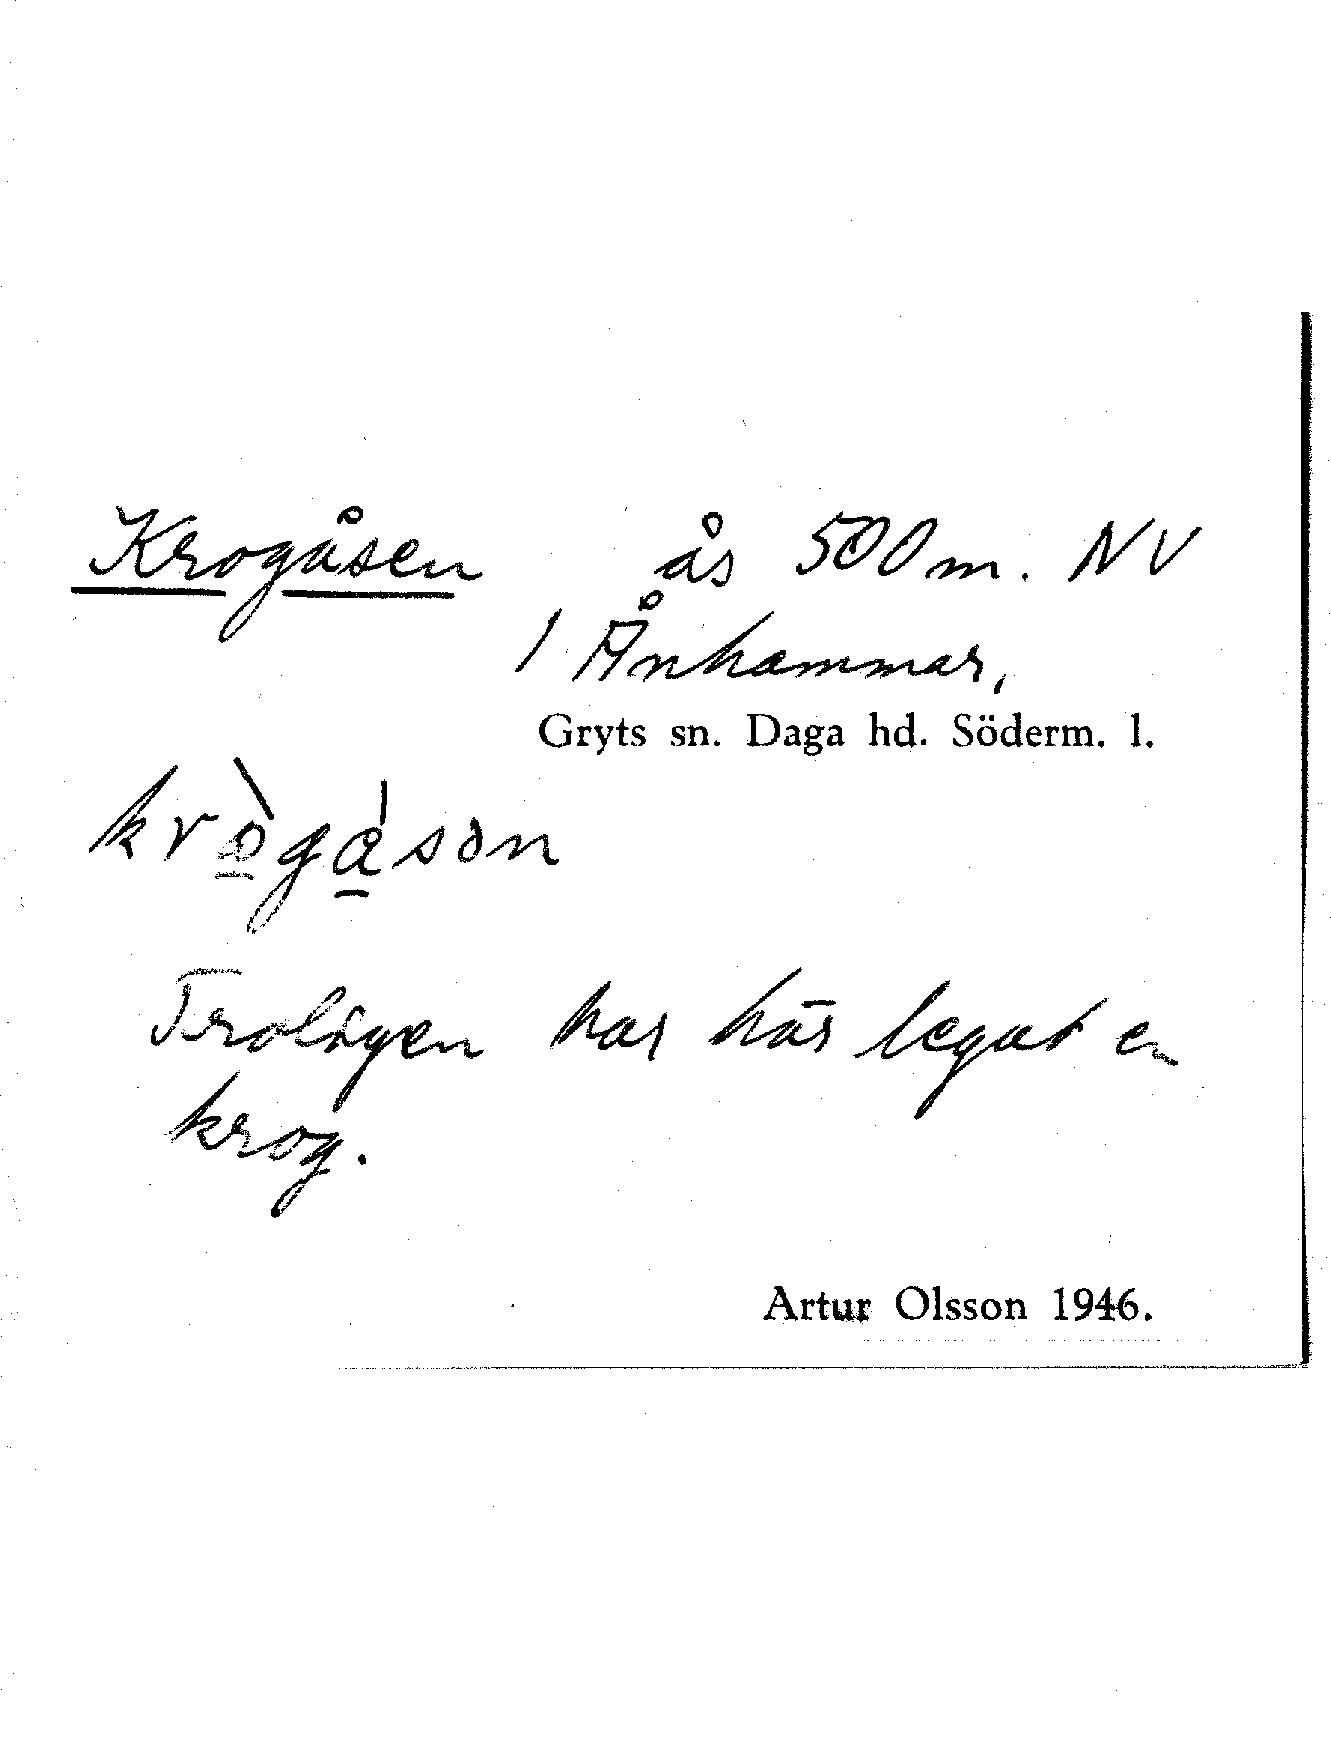 Krogåsen ås 500 m. NV
/ Ånhammar,
Gryts sn. Daga hd. Söderm. l.
Troligen har här legat en
krog.
Artur Olsson 1946.